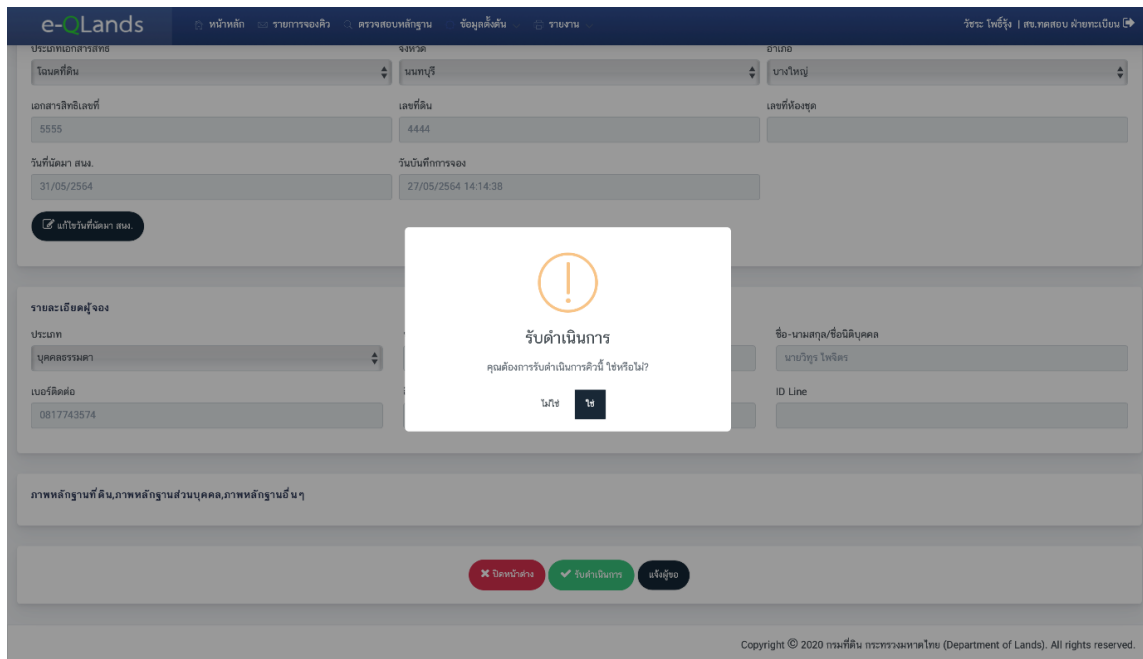 e-QLands หน้าหลัก รายการจองคิว ตรวจสอบหลักฐาน ข้อมูลตั้งต้น รายงาน วัชระ โพธิ์รุ้ง | สข.ทดสอบ ฝ่ายทะเบียน
ประเภทเอกสารสิทธิ จังหวัด อำเภอ
โฉนดที่ดิน นนทบุรี บางใหญ่
เอกสารสิทธิเลขที่ เลขที่ดิน เลขที่ห้องชุด
5555 4444
วันที่นัดมา สนง. วันบันทึกการจอง
31/05/2564 27/05/2564 14:14:38
แก้ไขวันที่นัดมา สนง.
รายละเอียดผู้จอง
ประเภท ชื่อ-นามสกุล/ชื่อนิติบุคคล
บุคคลธรรมดา นายวิทูร ไพจิตร
เบอร์ติดต่อ ID Line
0817743574
รับดำเนินการ
คุณต้องการรับดำเนินการคิวนี้ ใช่หรือไม่?
ไม่ใช่ ใช่
ภาพหลักฐานที่ดิน,ภาพหลักฐานส่วนบุคคล,ภาพหลักฐานอื่นๆ
ปิดหน้าต่าง รับดำเนินการ แจ้งผู้ขอ
Copyright © 2020 กรมที่ดิน กระทรวงมหาดไทย (Department of Lands). All rights reserved.